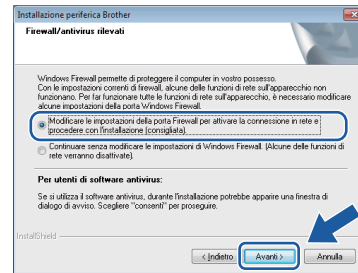 Installazione periferica Brother
Firewall/antivirus rilevati
Windows Firewall permette di proteggere il computer in vostro possesso.
Con le impostazioni correnti di firewall, alcune delle funzioni di rete sull'apparecchio non
funzionano. Per far funzionare tutte le funzioni di rete sull'apparecchio, è necessario modificare
alcune impostazioni della porta Windows Firewall.
Modificare le impostazioni della porta Firewall per attivare la connessione in rete e
procedere con l'installazione (consigliata).
Continuare senza modificare le impostazioni di Windows Firewall. (Alcune delle funzioni di
rete verranno disattivate).
Per utenti di software antivirus:
Se si utilizza il software antivirus, durante l'installazione potrebbe apparire una finestra di
dialogo di avviso. Scegliere "consenti" per proseguire.
InstallShield
< Indietro
Avanti >
Annulla